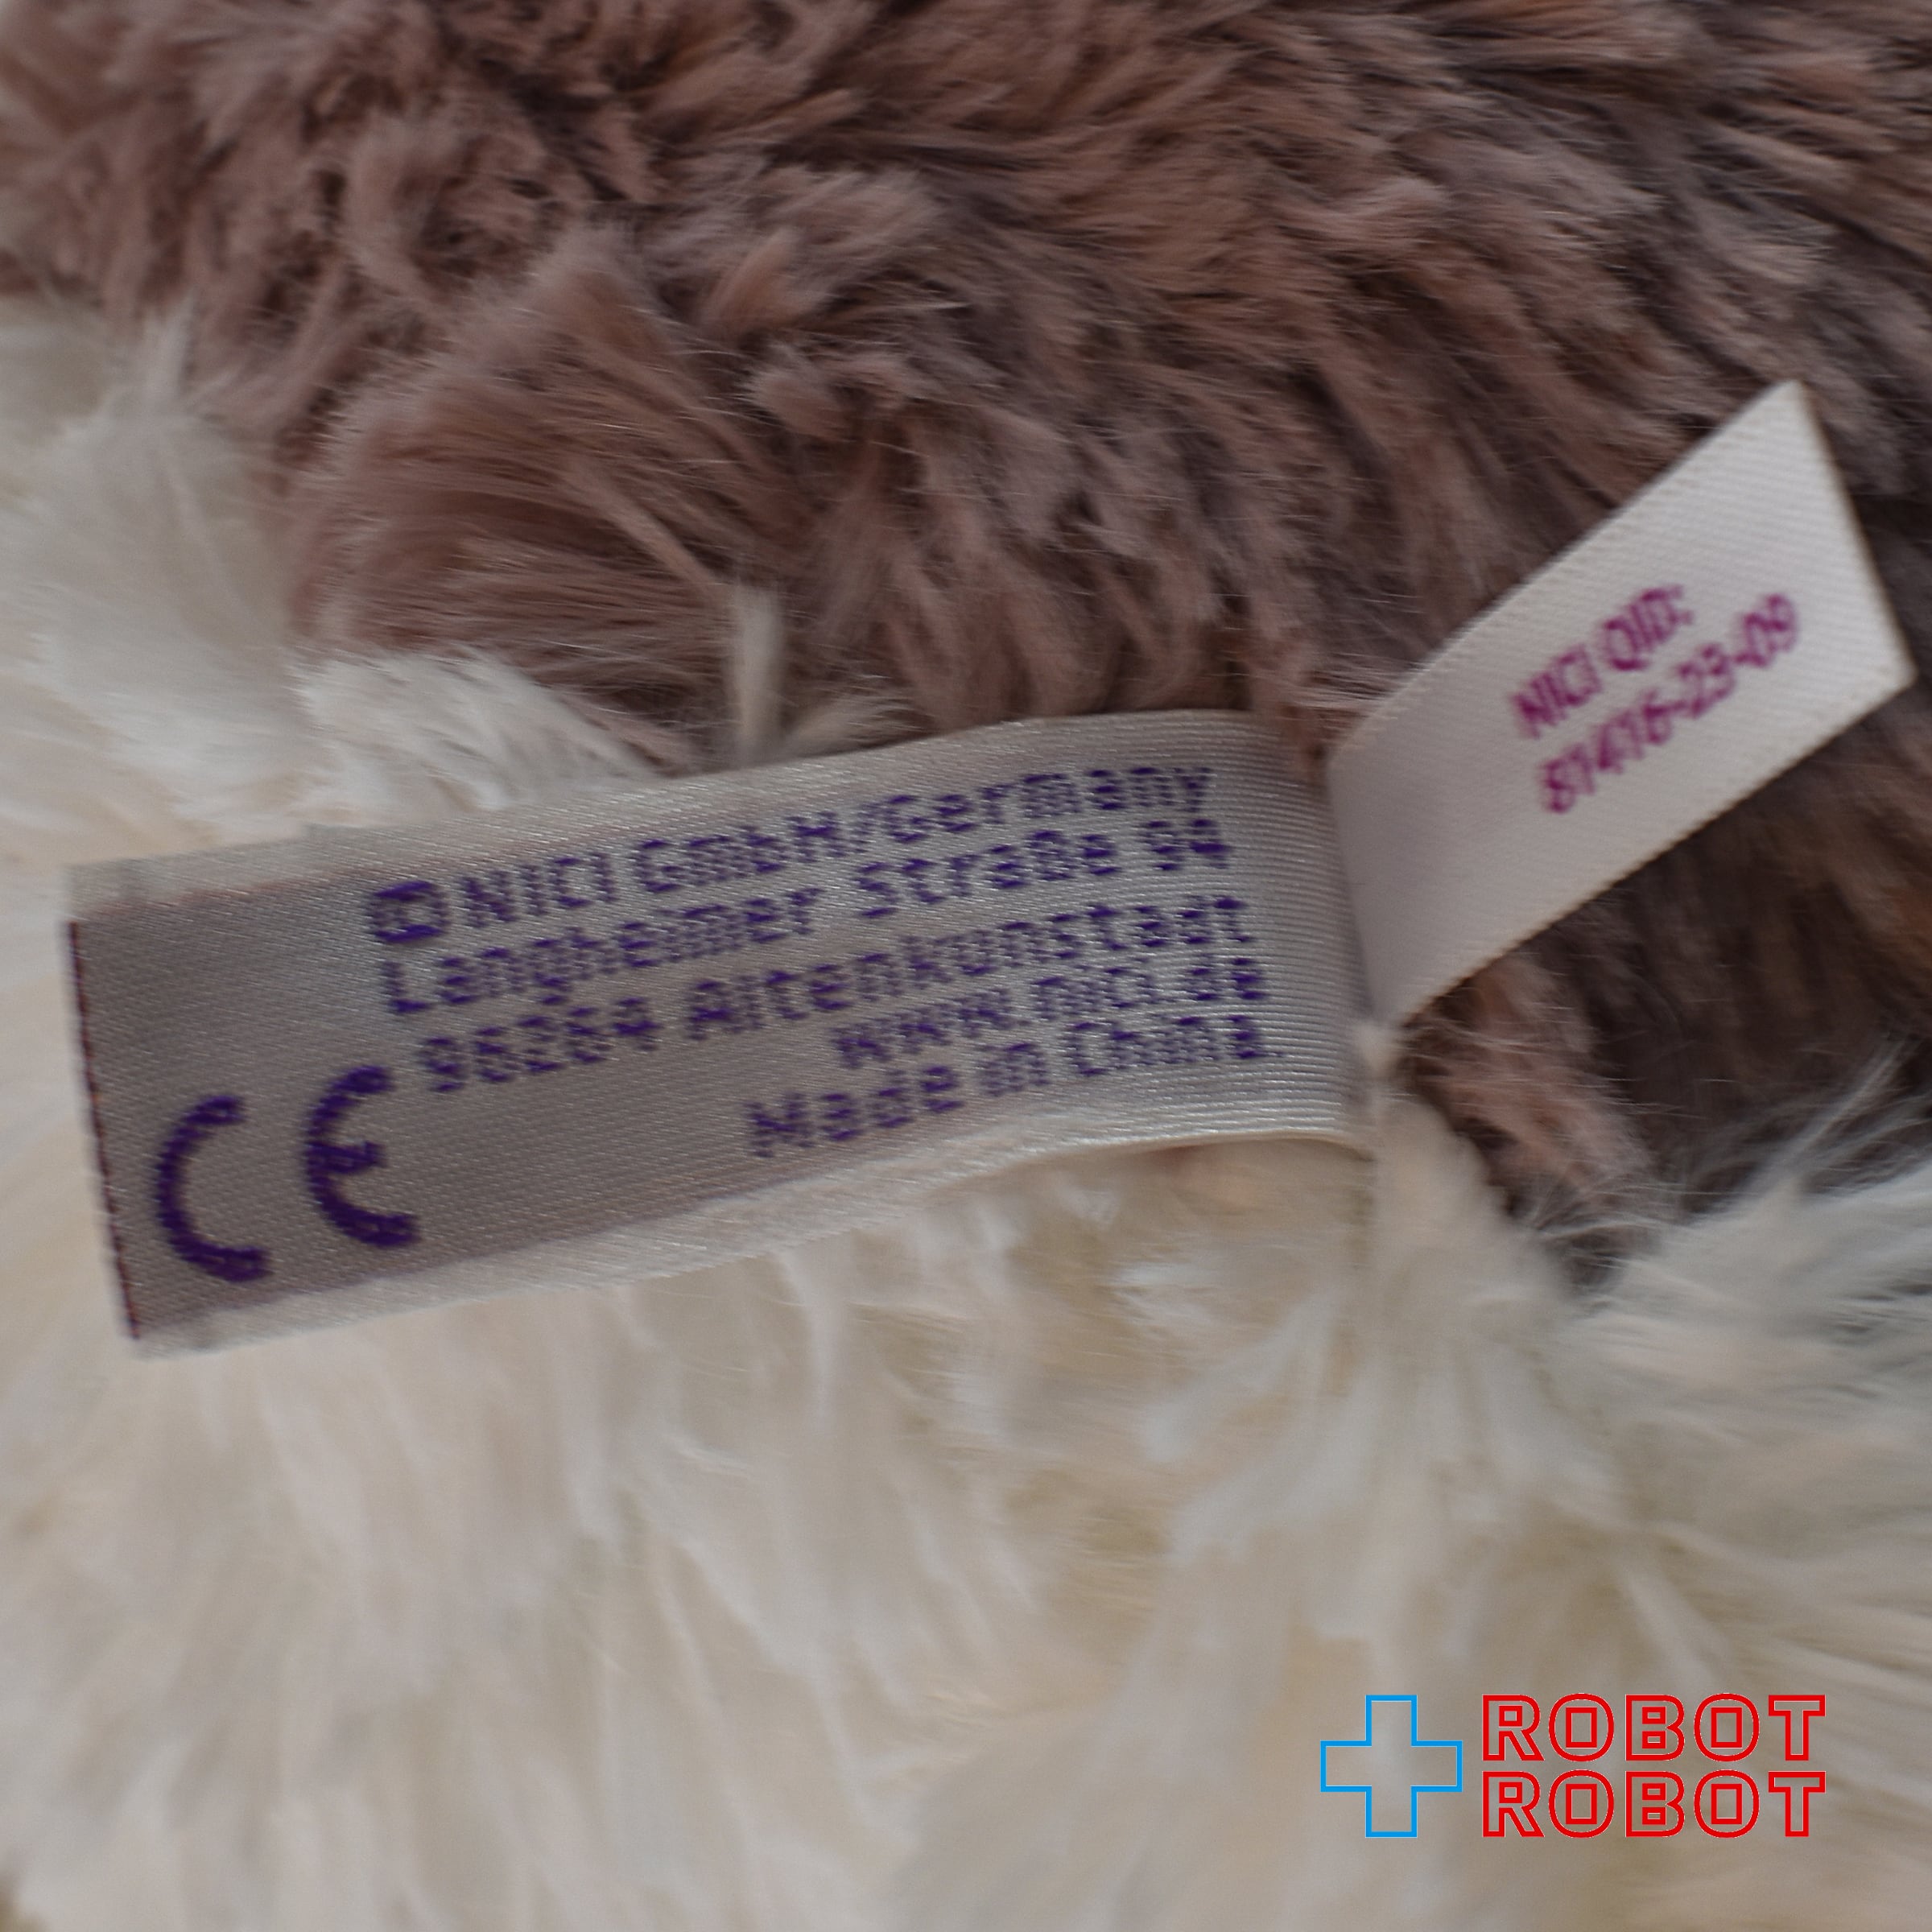 © NICI GmbH/Germany
Langheimer Straße 94
96264 Altenkunstadt
www.nici.de
Made in China.
CE
NICI QID:
81416-23-09
ROBOT
ROBOT